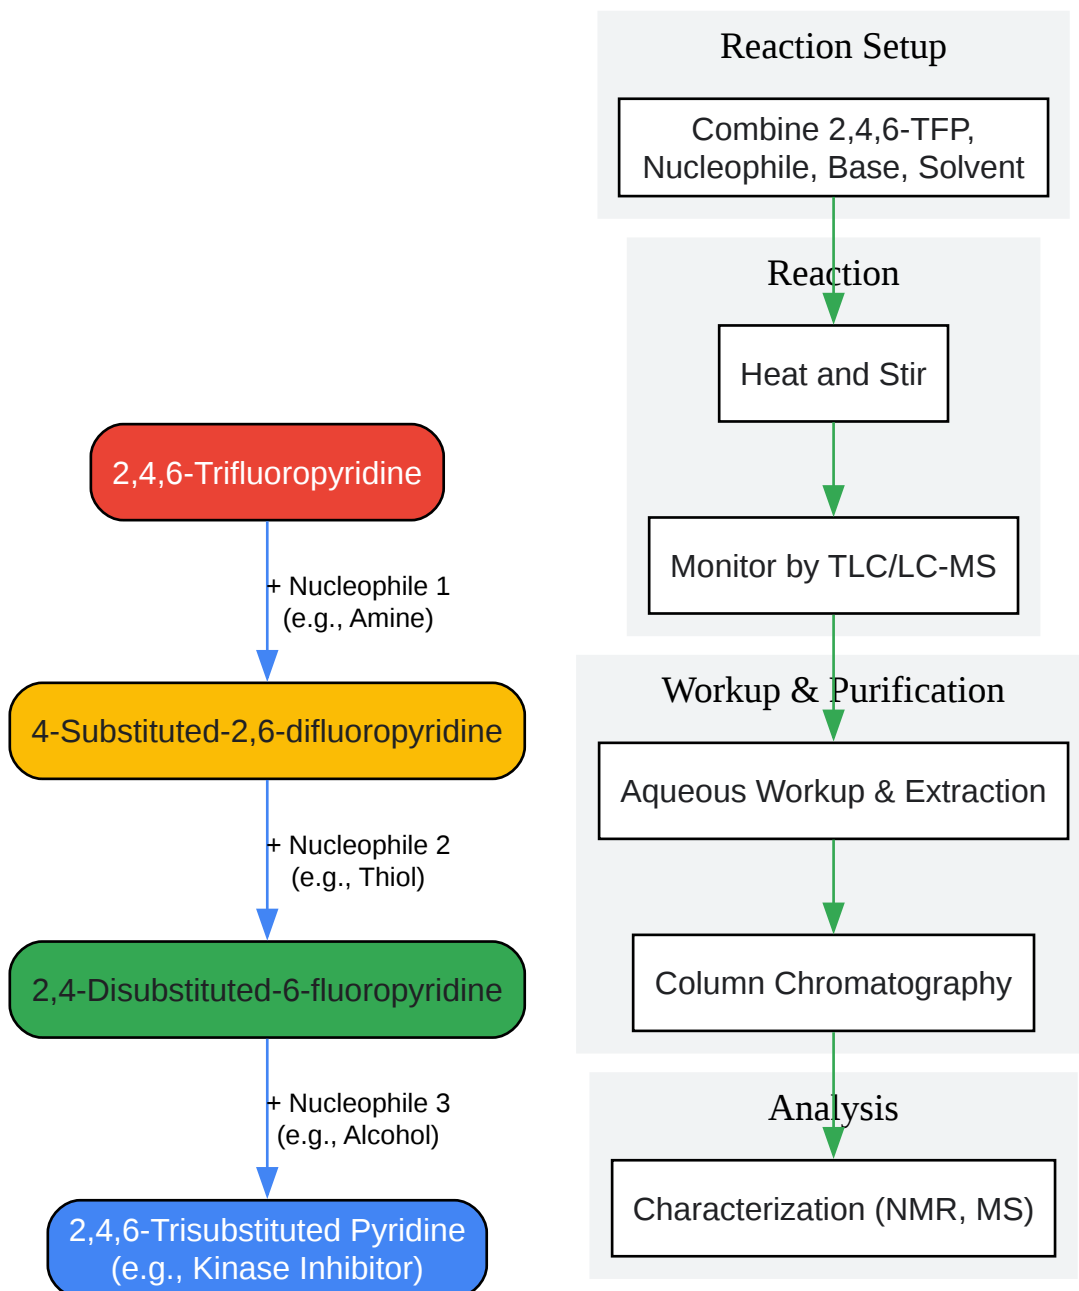 2,4,6-Trifluoropyridine
+ Nucleophile 1
(e.g., Amine)
4-Substituted-2,6-difluoropyridine
+ Nucleophile 2
(e.g., Thiol)
2,4-Disubstituted-6-fluoropyridine
+ Nucleophile 3
(e.g., Alcohol)
2,4,6-Trisubstituted Pyridine
(e.g., Kinase Inhibitor)
Reaction Setup
Combine 2,4,6-TFP,
Nucleophile, Base, Solvent
Reaction
Heat and Stir
Monitor by TLC/LC-MS
Workup & Purification
Aqueous Workup & Extraction
Column Chromatography
Analysis
Characterization (NMR, MS)